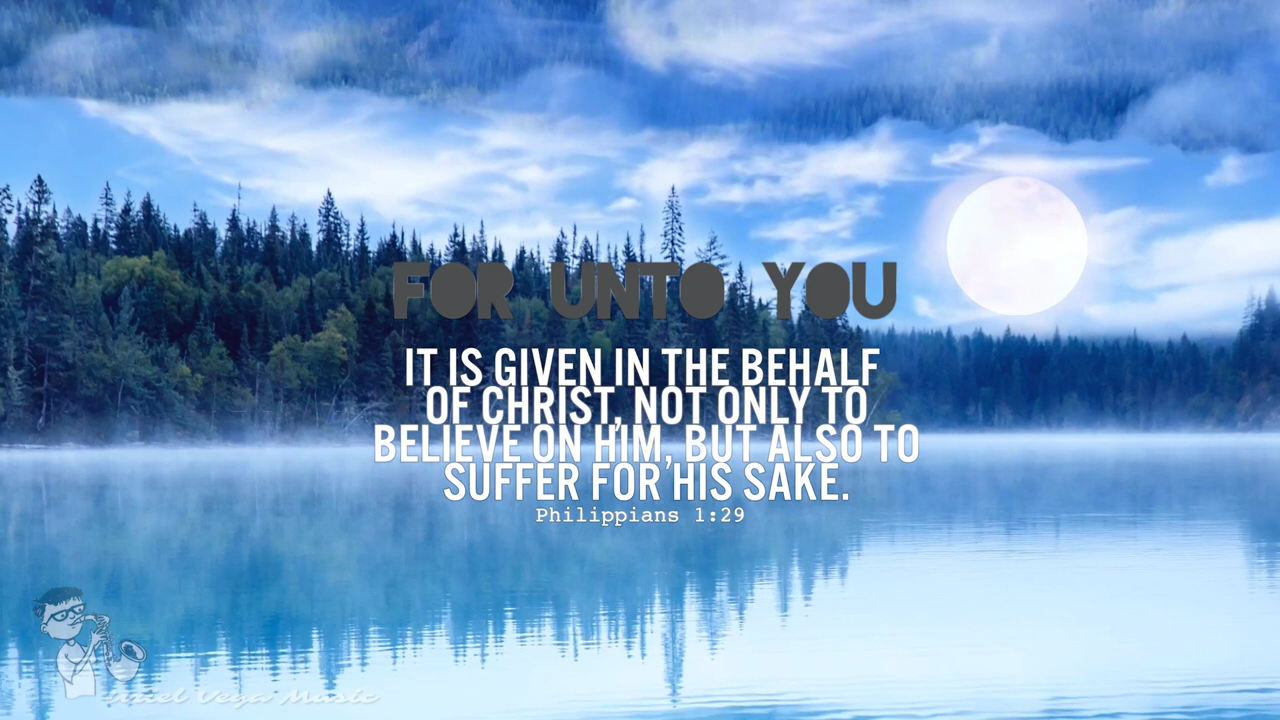 FOR UNTO YOU
IT IS GIVEN IN THE BEHALF
OF CHRIST, NOT ONLY TO
BELIEVE ON HIM, BUT ALSO TO
SUFFER FOR HIS SAKE.
Philippians 1:29
Vega Music